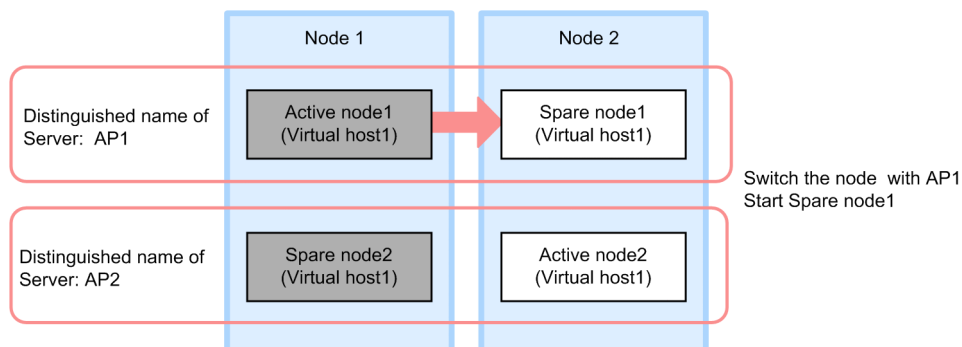 Node 1
Node 2
Distinguished name of
Server:  AP1
Active node1
(Virtual host1)
Spare node1
(Virtual host1)
Switch the node  with AP1
Start Spare node1
Distinguished name of
Server: AP2
Spare node2
(Virtual host1)
Active node2
(Virtual host1)